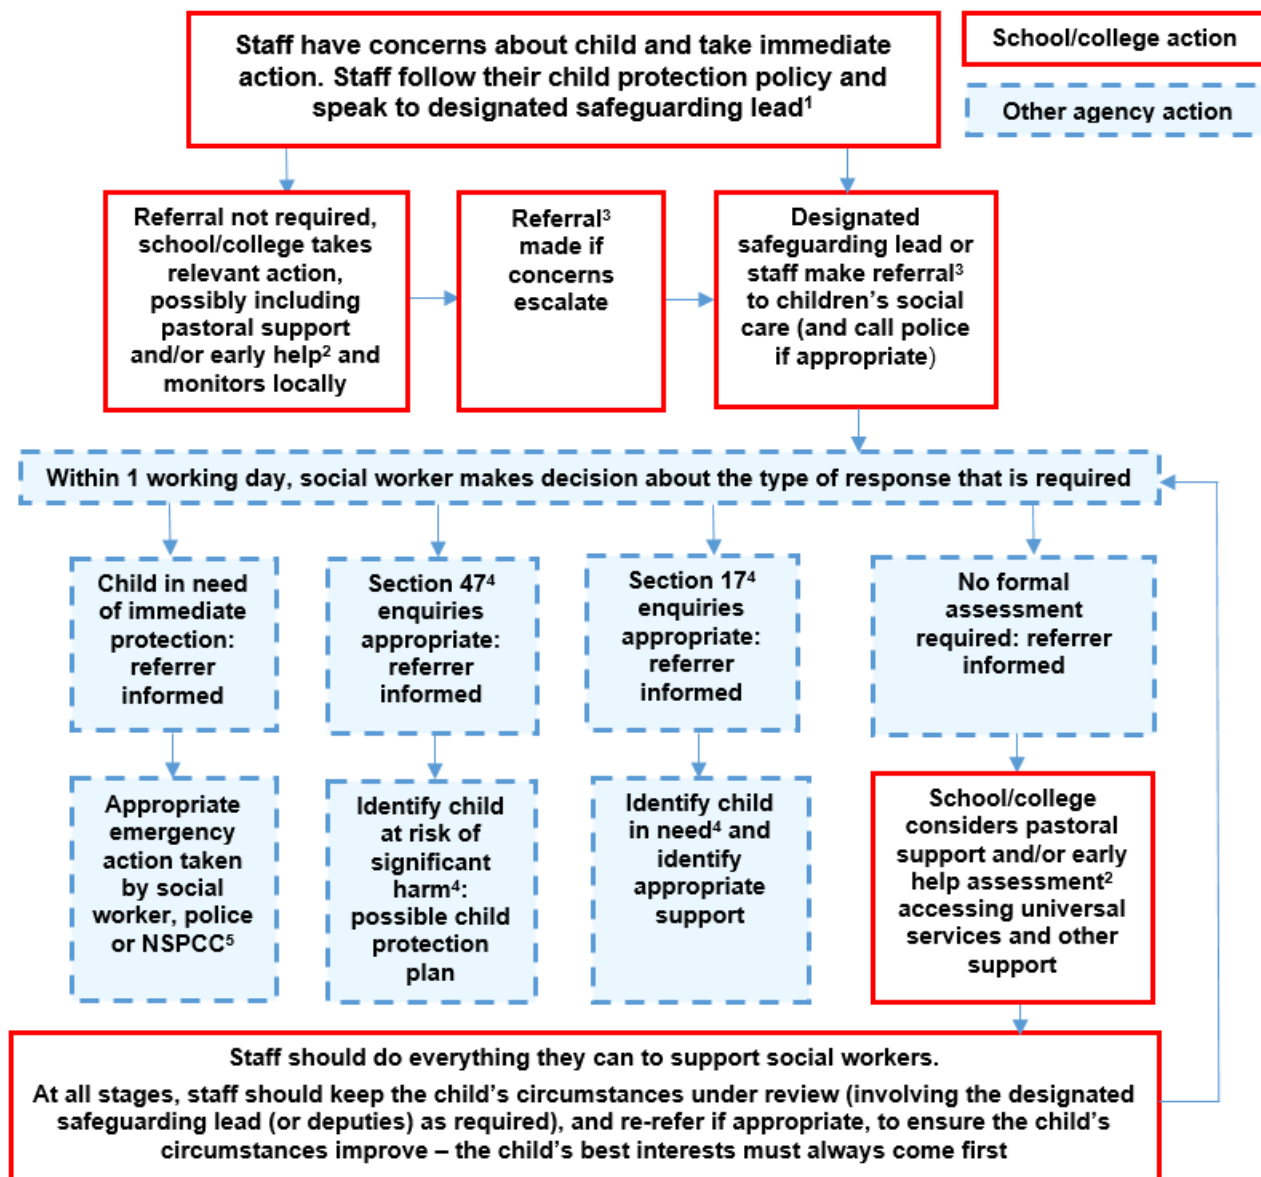 Staff have concerns about child and take immediate
action. Staff follow their child protection policy and
speak to designated safeguarding lead¹
School/college action
Other agency action
Referral not required,
school/college takes
relevant action,
possibly including
pastoral support
and/or early help² and
monitors locally
Referral³
made if
concerns
escalate
Designated
safeguarding lead or
staff make referral³
to children’s social
care (and call police
if appropriate)
Within 1 working day, social worker makes decision about the type of response that is required
Child in need
of immediate
protection:
referrer
informed
Section 47⁴
enquiries
appropriate:
referrer
informed
Section 17⁴
enquiries
appropriate:
referrer
informed
No formal
assessment
required: referrer
informed
Appropriate
emergency
action taken
by social
worker, police
or NSPCC⁵
Identify child
at risk of
significant
harm⁴:
possible child
protection
plan
Identify child
in need⁴ and
identify
appropriate
support
School/college
considers pastoral
support and/or early
help assessment²
accessing universal
services and other
support
Staff should do everything they can to support social workers.
At all stages, staff should keep the child’s circumstances under review (involving the designated
safeguarding lead (or deputies) as required), and re-refer if appropriate, to ensure the child’s
circumstances improve – the child’s best interests must always come first